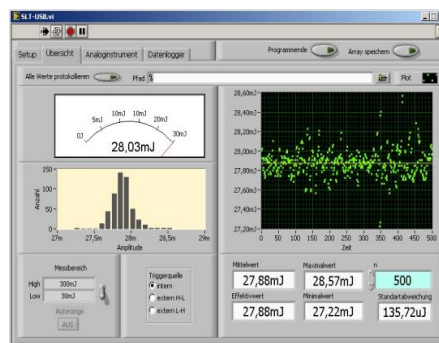 SLT-USB.vi
Setup Übersicht Analoginstrument Datenlogger
Programmende Array speichern
Alle Werte protokollieren Pfad Plot
0J 5mJ 10mJ 10mJ 20mJ 30mJ
28,03mJ
Anzahl
150-
100-
50-
0-
27m 27,5m 28m 28,5m 29m
Amplitude
28,60mJ-
28,40mJ-
28,20mJ-
28,00mJ-
27,80mJ-
27,60mJ-
27,40mJ-
27,20mJ-
0 50 100 150 200 250 300 350 400 450 500
Zeit
Messbereich
High 300mJ
Low 30mJ
Autorange
AUS
Triggerquelle
intern
extern H-L
extern L-H
Mittelwert Maximalwert n
27,88mJ 28,57mJ 500
Effektivwert Minimalwert Standartabweichung
27,88mJ 27,22mJ 135,72uJ